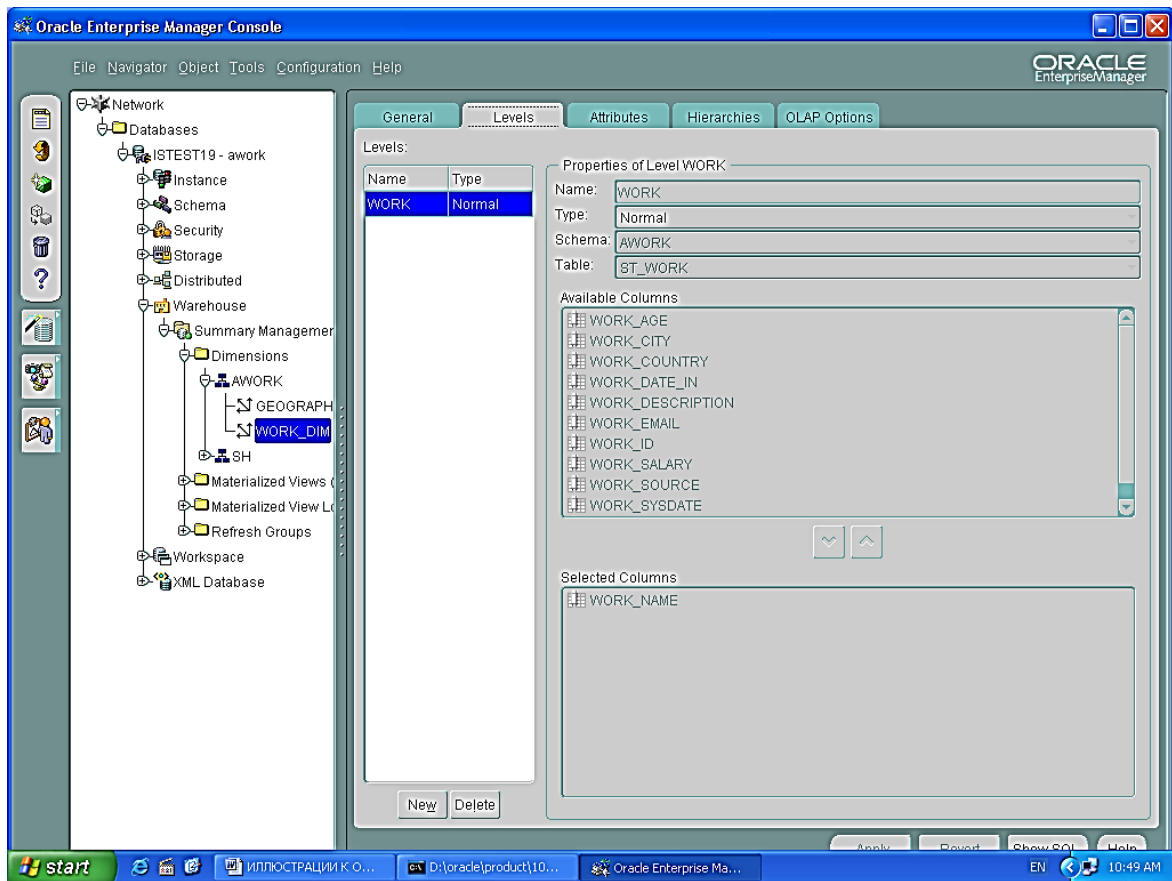 Oracle Enterprise Manager Console
File Navigator Object Tools Configuration Help
ORACLE
EnterpriseManager
Network
Databases
ISTEST19 - awork
Instance
Schema
Security
Storage
Distributed
Warehouse
Summary Managemer
Dimensions
AWORK
GEOGRAPH
WORK_DIM
SH
Materialized Views (
Materialized View Lo
Refresh Groups
Workspace
XML Database
General Levels Attributes Hierarchies OLAP Options
Levels:
Name Type
WORK Normal
New Delete
Properties of Level WORK
Name: WORK
Type: Normal
Schema: AWORK
Table: ST_WORK
Available Columns
WORK_AGE
WORK_CITY
WORK_COUNTRY
WORK_DATE_IN
WORK_DESCRIPTION
WORK_EMAIL
WORK_ID
WORK_SALARY
WORK_SOURCE
WORK_SYSDATE
Selected Columns
WORK_NAME
Apply Revert Show SQL Help
start ИЛЛЮСТРАЦИИ К О... D:\oracle\product\10... Oracle Enterprise Ma... EN 10:49 AM